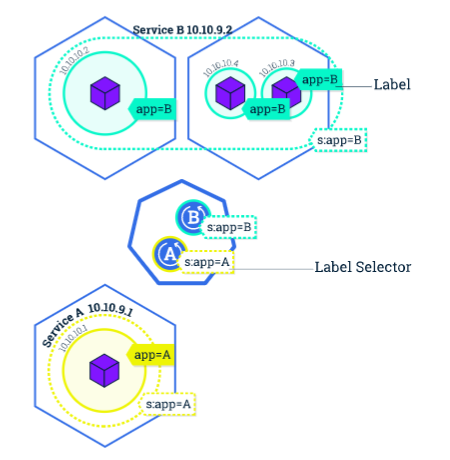 Service B 10.10.9.2
10.10.10.2
10.10.10.4
10.10.10.3
app=B
Label
app=B
app=B
s:app=B
B
s:app=B
A
s:app=A
Label Selector
Service A 10.10.9.1
10.10.10.1
app=A
s:app=A